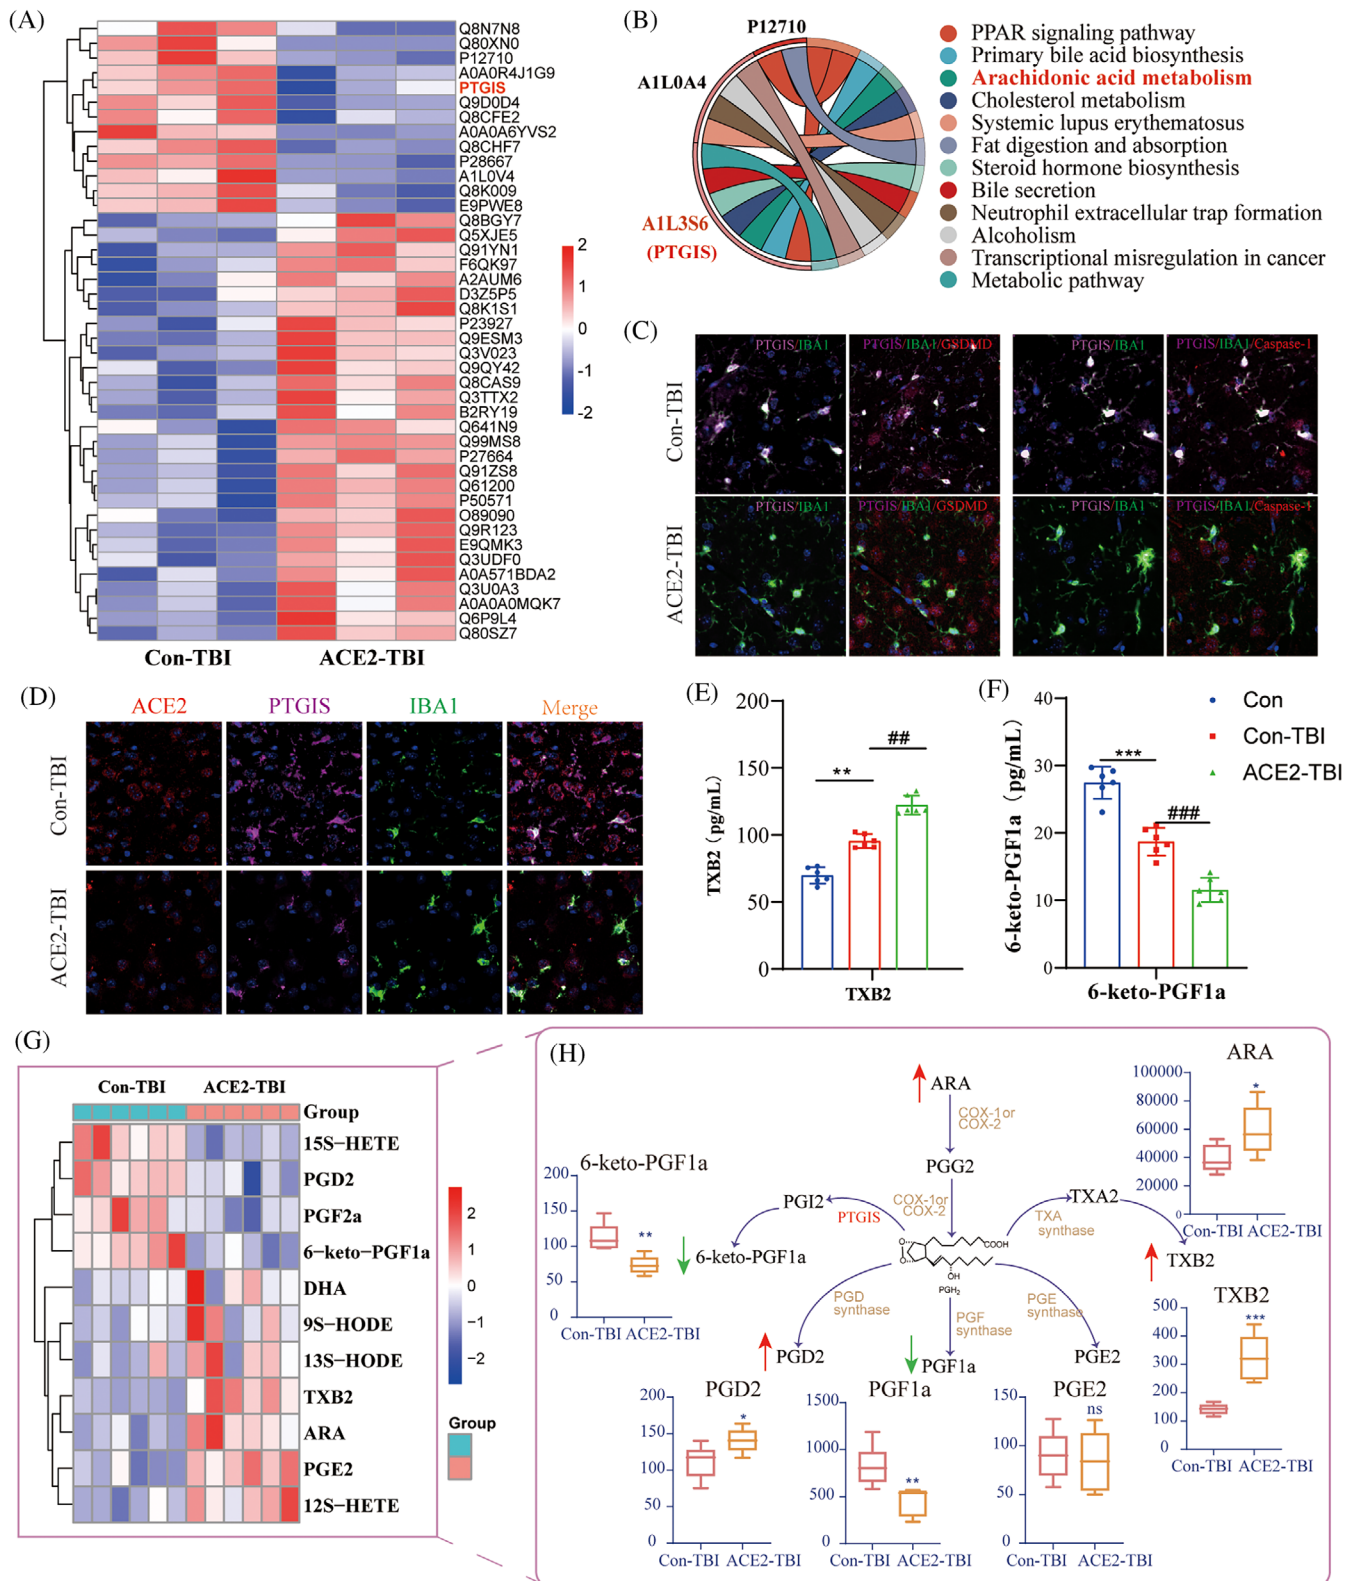 (A)
Q8N7N8
Q80XN0
P12710
A0A0R4J1G9
PTGIS
Q9D0D4
Q8CFE2
A0A0A6YVS2
Q8CHF7
P28667
A1L0V4
Q8K009
E9PWE8
Q8BGY7
Q5XJE5
Q91YN1
F6QK97
A2AUM6
D3Z5P5
Q8K1S1
P23927
Q9ESM3
Q3V023
Q9QY42
Q8CAS9
Q3TTX2
B2RY19
Q641N9
Q99MS8
P27664
Q91ZS8
Q61200
P50571
O89090
Q9R123
E9QMK3
Q3UDF0
A0A571BDA2
Q3U0A3
A0A0A0MQK7
Q6P9L4
Q80SZ7
Con-TBI ACE2-TBI
2
1
0
-1
-2
(B)
P12710
A1L0A4
A1L3S6
(PTGIS)
PPAR signaling pathway
Primary bile acid biosynthesis
Arachidonic acid metabolism
Cholesterol metabolism
Systemic lupus erythematosus
Fat digestion and absorption
Steroid hormone biosynthesis
Bile secretion
Neutrophil extracellular trap formation
Alcoholism
Transcriptional misregulation in cancer
Metabolic pathway
(C)
Con-TBI
PTGIS/IBA1 PTGIS/IBA1/GSDMD PTGIS/IBA1 PTGIS/IBA1/Caspase-1
ACE2-TBI
PTGIS/IBA1 PTGIS/IBA1/GSDMD PTGIS/IBA1 PTGIS/IBA1/Caspase-1
(D)
ACE2 PTGIS IBA1 Merge
Con-TBI
ACE2-TBI
(E)
TXB2 (pg/mL)
200
150
100
50
0
**
##
TXB2
(F)
6-keto-PGF1a (pg/mL)
40
30
20
10
0
***
###
6-keto-PGF1a
Con
Con-TBI
ACE2-TBI
(G)
Con-TBI ACE2-TBI
Group
15S−HETE
PGD2
PGF2a
6−keto−PGF1a
DHA
9S−HODE
13S−HODE
TXB2
ARA
PGE2
12S−HETE
2
1
0
−1
−2
Group
(H)
ARA
COX-1or
COX-2
PGG2
COX-1or
COX-2
PGI2
PTGIS
6-keto-PGF1a
TXA2
TXA
synthase
TXB2
O
O
COOH
OH
PGH2
PGD
synthase
PGF
synthase
PGE
synthase
PGD2
PGF1a
PGE2
6-keto-PGF1a
200
150
100
50
0
**
Con-TBI ACE2-TBI
ARA
100000
80000
60000
40000
20000
0
*
Con-TBI ACE2-TBI
TXB2
500
400
300
200
100
0
***
Con-TBI ACE2-TBI
PGD2
200
150
100
50
0
*
Con-TBI ACE2-TBI
PGF1a
1500
1000
500
0
**
Con-TBI ACE2-TBI
PGE2
150
100
50
0
ns
Con-TBI ACE2-TBI